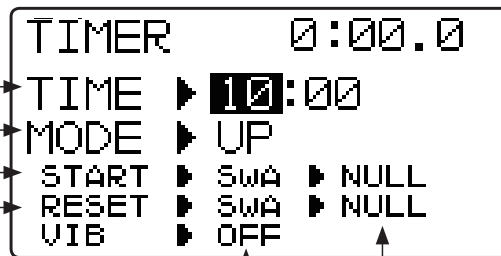 TIMER 0:00.0
TIME ▶ 10:00
MODE ▶ UP
START ▶ SwA ▶ NULL
RESET ▶ SwA ▶ NULL
VIB ▶ OFF